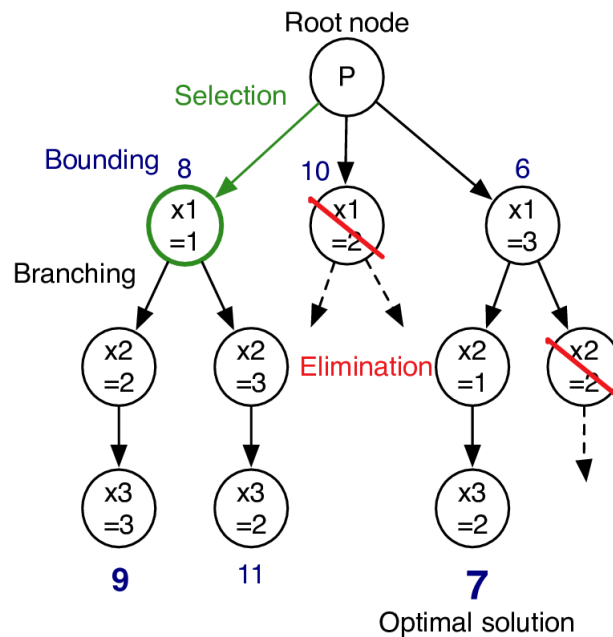 Root node
P
Selection
Bounding
8
10
6
x1
=1
x1
=2
x1
=3
Branching
x2
=2
x2
=3
Elimination
x2
=1
x2
=2
x3
=3
x3
=2
x3
=2
9
11
7
Optimal solution